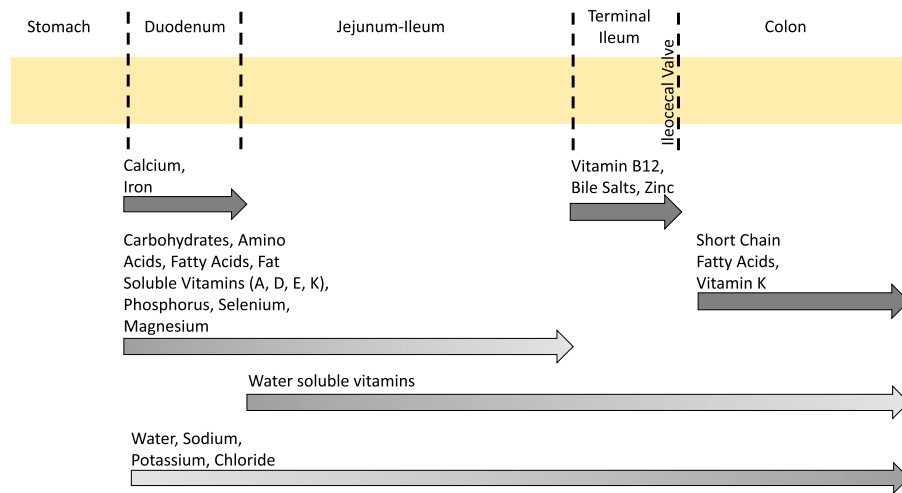 Stomach
Duodenum
Jejunum-Ileum
Terminal
Ileum
Ileocecal Valve
Colon
Calcium,
Iron
Vitamin B12,
Bile Salts, Zinc
Carbohydrates, Amino
Acids, Fatty Acids, Fat
Soluble Vitamins (A, D, E, K),
Phosphorus, Selenium,
Magnesium
Short Chain
Fatty Acids,
Vitamin K
Water soluble vitamins
Water, Sodium,
Potassium, Chloride